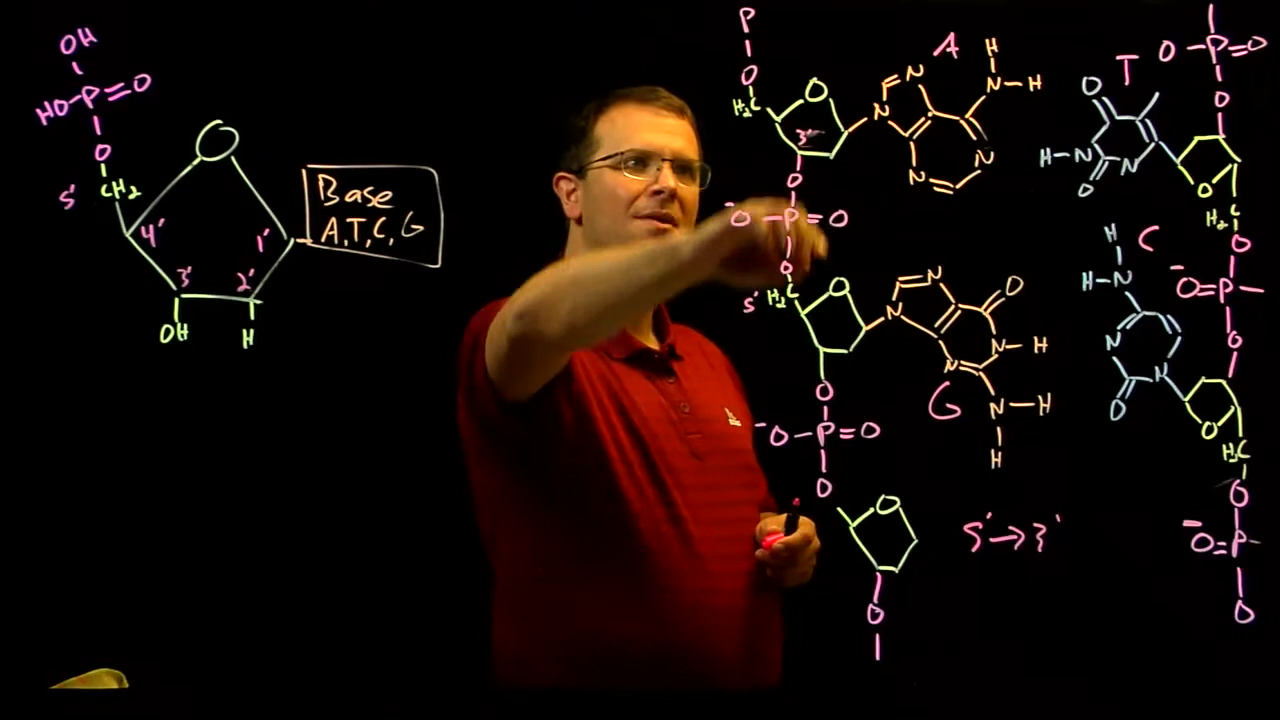 OH
HO-P=O
O
5' CH2
O
4' 1'
3' 2'
OH H
Base
A,T,C,G
P
O
H2C
O
3'
O
-O-P=O
O
5' H2C
O
O
-O-P=O
O
O
O
A
N
N
N
N
N-H
H
N
N
O
N-H
N
N-H
H
G
5'→3'
T
O
H-N
O
N
O-P=O
O
O
H2C
O
-O=P-
O
C
H
H-N
N
O
N
O
H2C
O
-O=P-
O